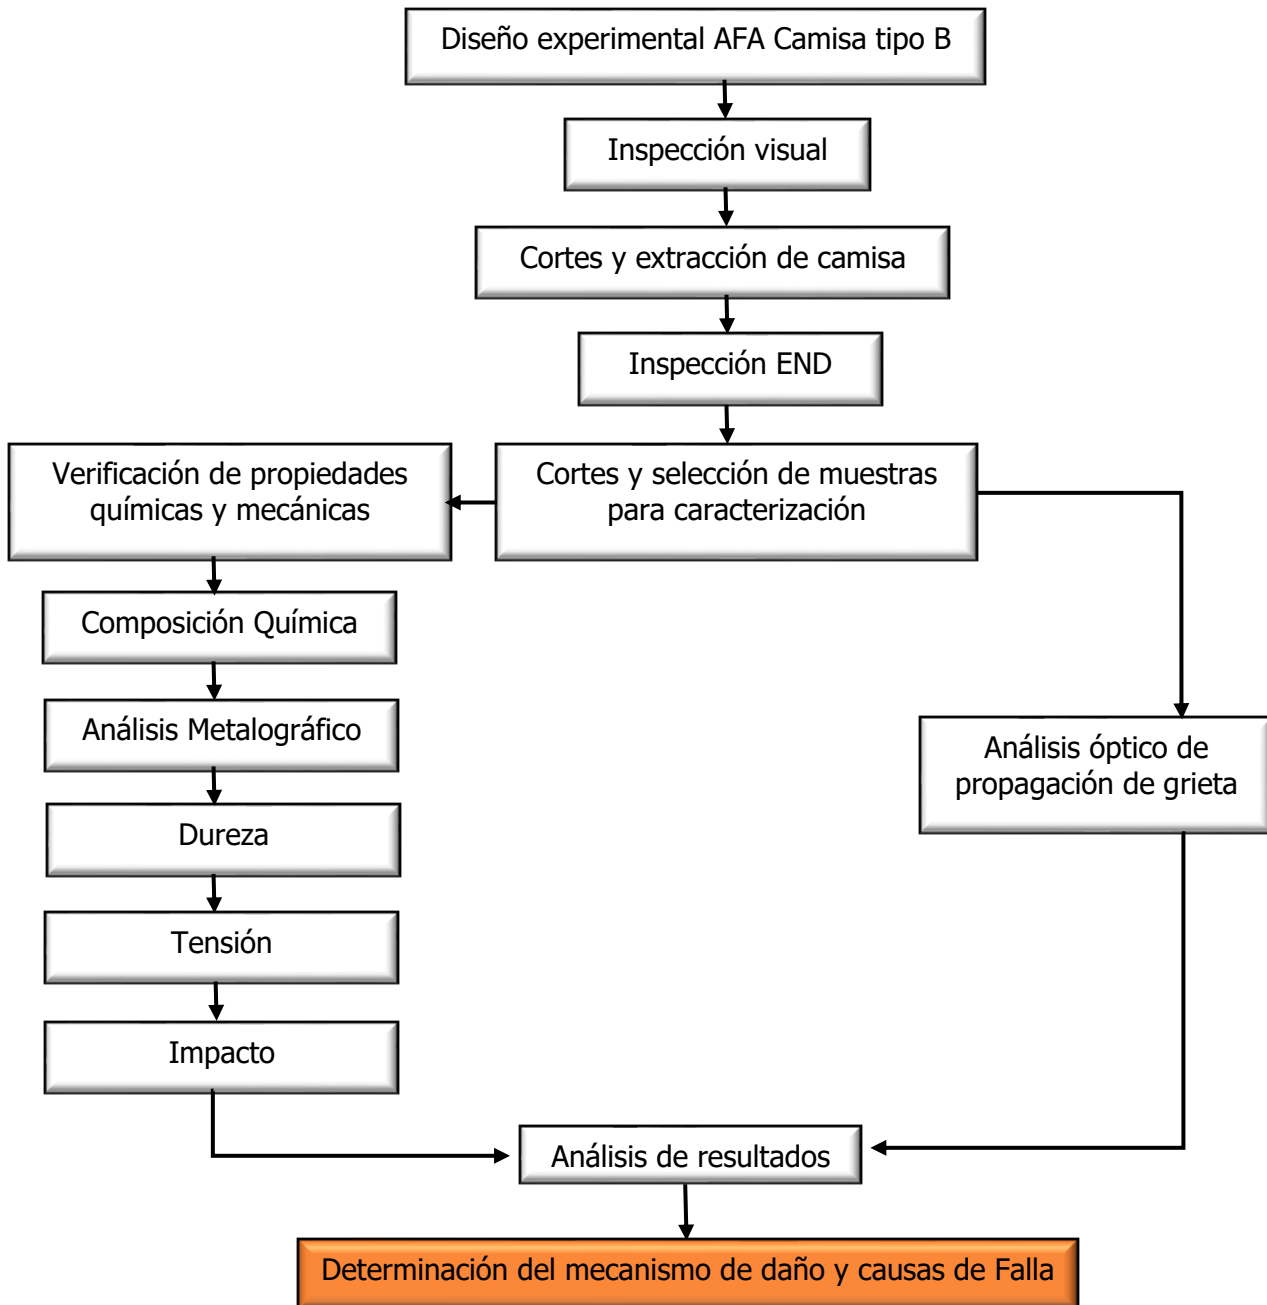 Diseño experimental AFA Camisa tipo B
Inspección visual
Cortes y extracción de camisa
Inspección END
Verificación de propiedades
químicas y mecánicas
Cortes y selección de muestras
para caracterización
Composición Química
Análisis Metalográfico
Dureza
Tensión
Impacto
Análisis óptico de
propagación de grieta
Análisis de resultados
Determinación del mecanismo de daño y causas de Falla